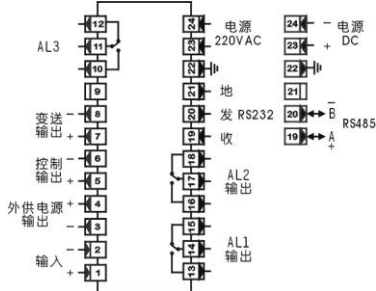 12
AL3 11
10
9
变送 输出 - 8
+ 7
控制 输出 - 6
+ 5
外供电源 输出 + 4
- 3
输入 - 2
+ 1
24 电源
23 220VAC
22
21 地
20 发 RS232
19 收
18
17 AL2 输出
16
15
14 AL1 输出
13
24 - 电源
23 + DC
22
21
20 B̅
19 A + RS485